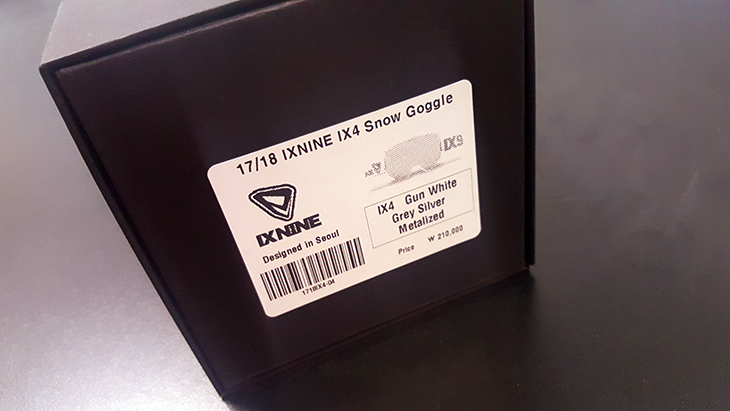 17/18 IXNINE IX4 Snow Goggle
IX9
IXNINE
Designed in Seoul
1718IX4-04
IX4 Gun White
Grey Silver
Metalized
Price ₩ 210,000